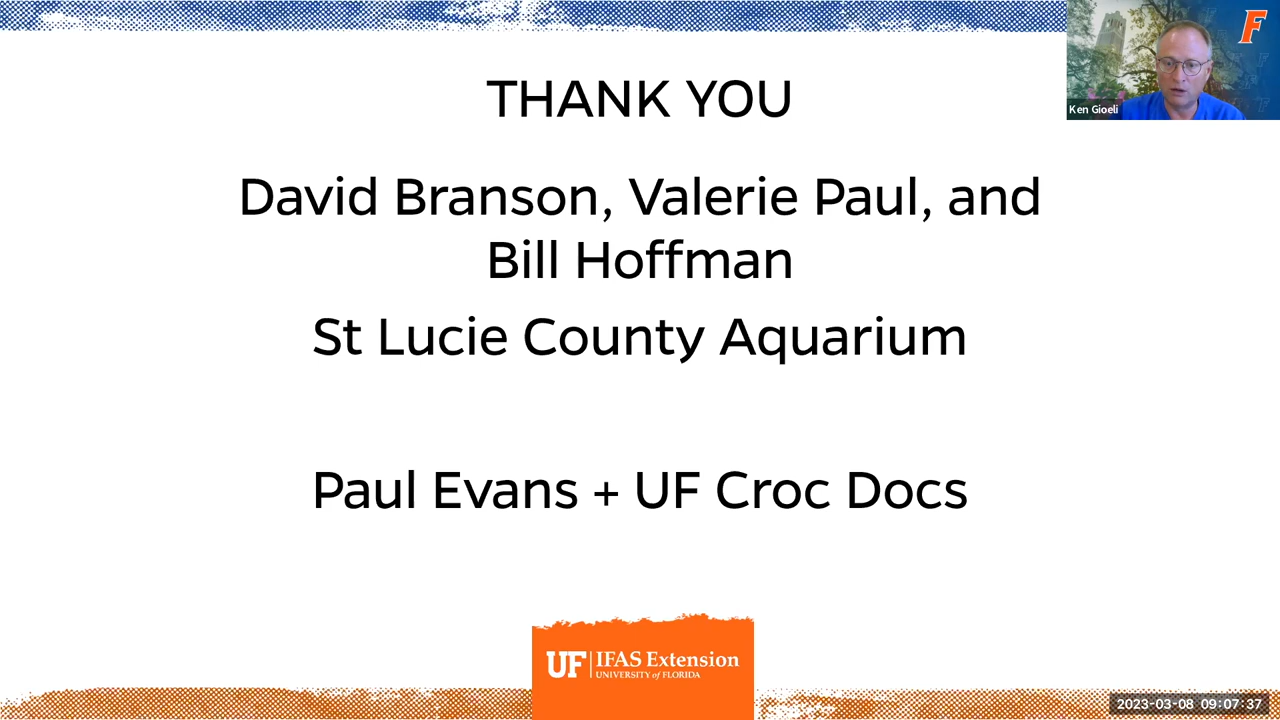 THANK YOU
David Branson, Valerie Paul, and
Bill Hoffman
St Lucie County Aquarium
Paul Evans + UF Croc Docs
F
Ken Gioeli
UF | IFAS Extension
UNIVERSITY of FLORIDA
2023-03-08 09:07:37